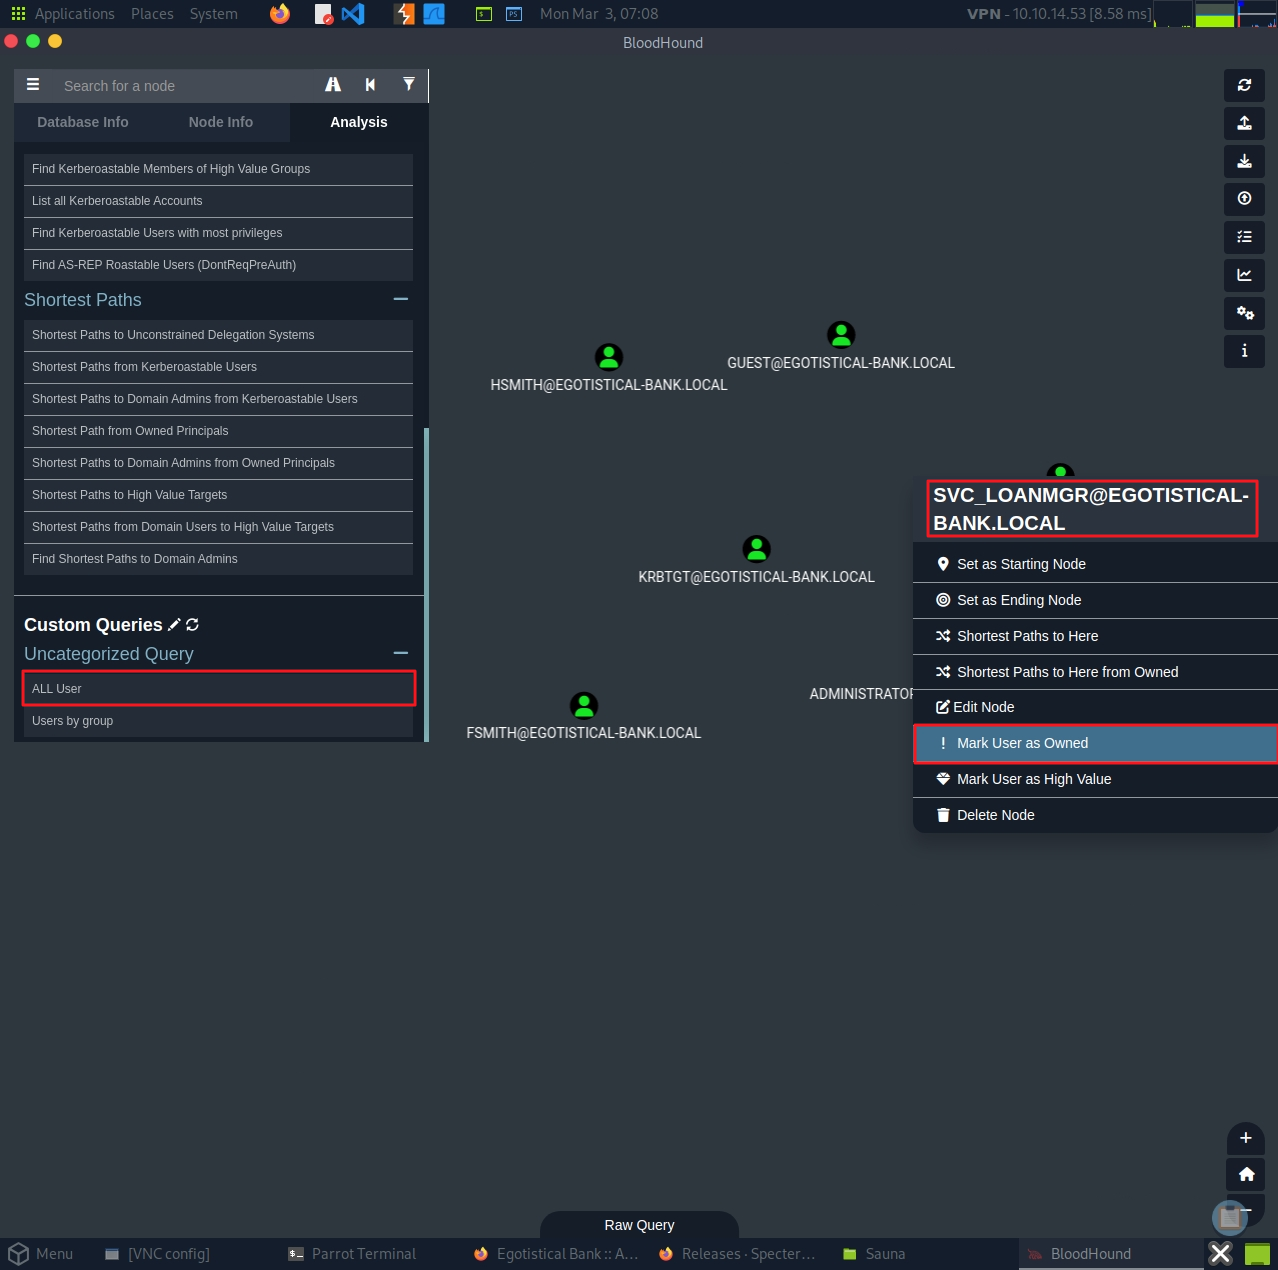 Applications Places System Mon Mar 3, 07:08 VPN - 10.10.14.53 [8.58 ms]
BloodHound
Search for a node
Database Info Node Info Analysis
Find Kerberoastable Members of High Value Groups
List all Kerberoastable Accounts
Find Kerberoastable Users with most privileges
Find AS-REP Roastable Users (DontReqPreAuth)
Shortest Paths
Shortest Paths to Unconstrained Delegation Systems
Shortest Paths from Kerberoastable Users
Shortest Paths to Domain Admins from Kerberoastable Users
Shortest Path from Owned Principals
Shortest Paths to Domain Admins from Owned Principals
Shortest Paths to High Value Targets
Shortest Paths from Domain Users to High Value Targets
Find Shortest Paths to Domain Admins
Custom Queries
Uncategorized Query
ALL User
Users by group
GUEST@EGOTISTICAL-BANK.LOCAL
HSMITH@EGOTISTICAL-BANK.LOCAL
KRBTGT@EGOTISTICAL-BANK.LOCAL
ADMINISTRATOR
FSMITH@EGOTISTICAL-BANK.LOCAL
SVC_LOANMGR@EGOTISTICAL-
BANK.LOCAL
Set as Starting Node
Set as Ending Node
Shortest Paths to Here
Shortest Paths to Here from Owned
Edit Node
Mark User as Owned
Mark User as High Value
Delete Node
Raw Query
Menu [VNC config] Parrot Terminal Egotistical Bank :: A... Releases · Specter... Sauna BloodHound